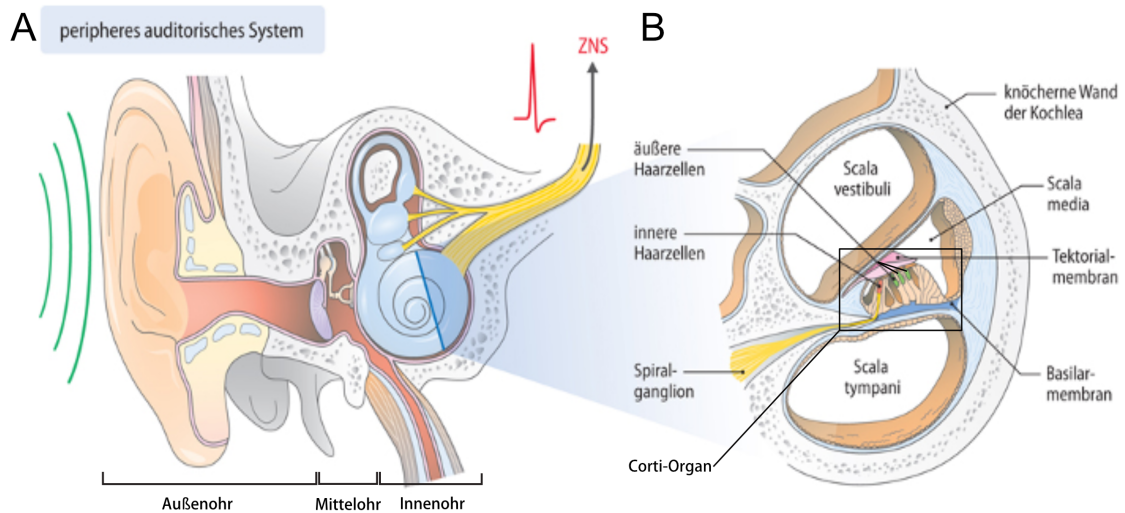 A
peripheres auditorisches System
ZNS
Außenohr
Mittelohr
Innenohr
B
knöcherne Wand
der Kochlea
äußere
Haarzellen
Scala
vestibuli
Scala
media
innere
Haarzellen
Tektorial-
membran
Spiral-
ganglion
Scala
tympani
Basilar-
membran
Corti-Organ